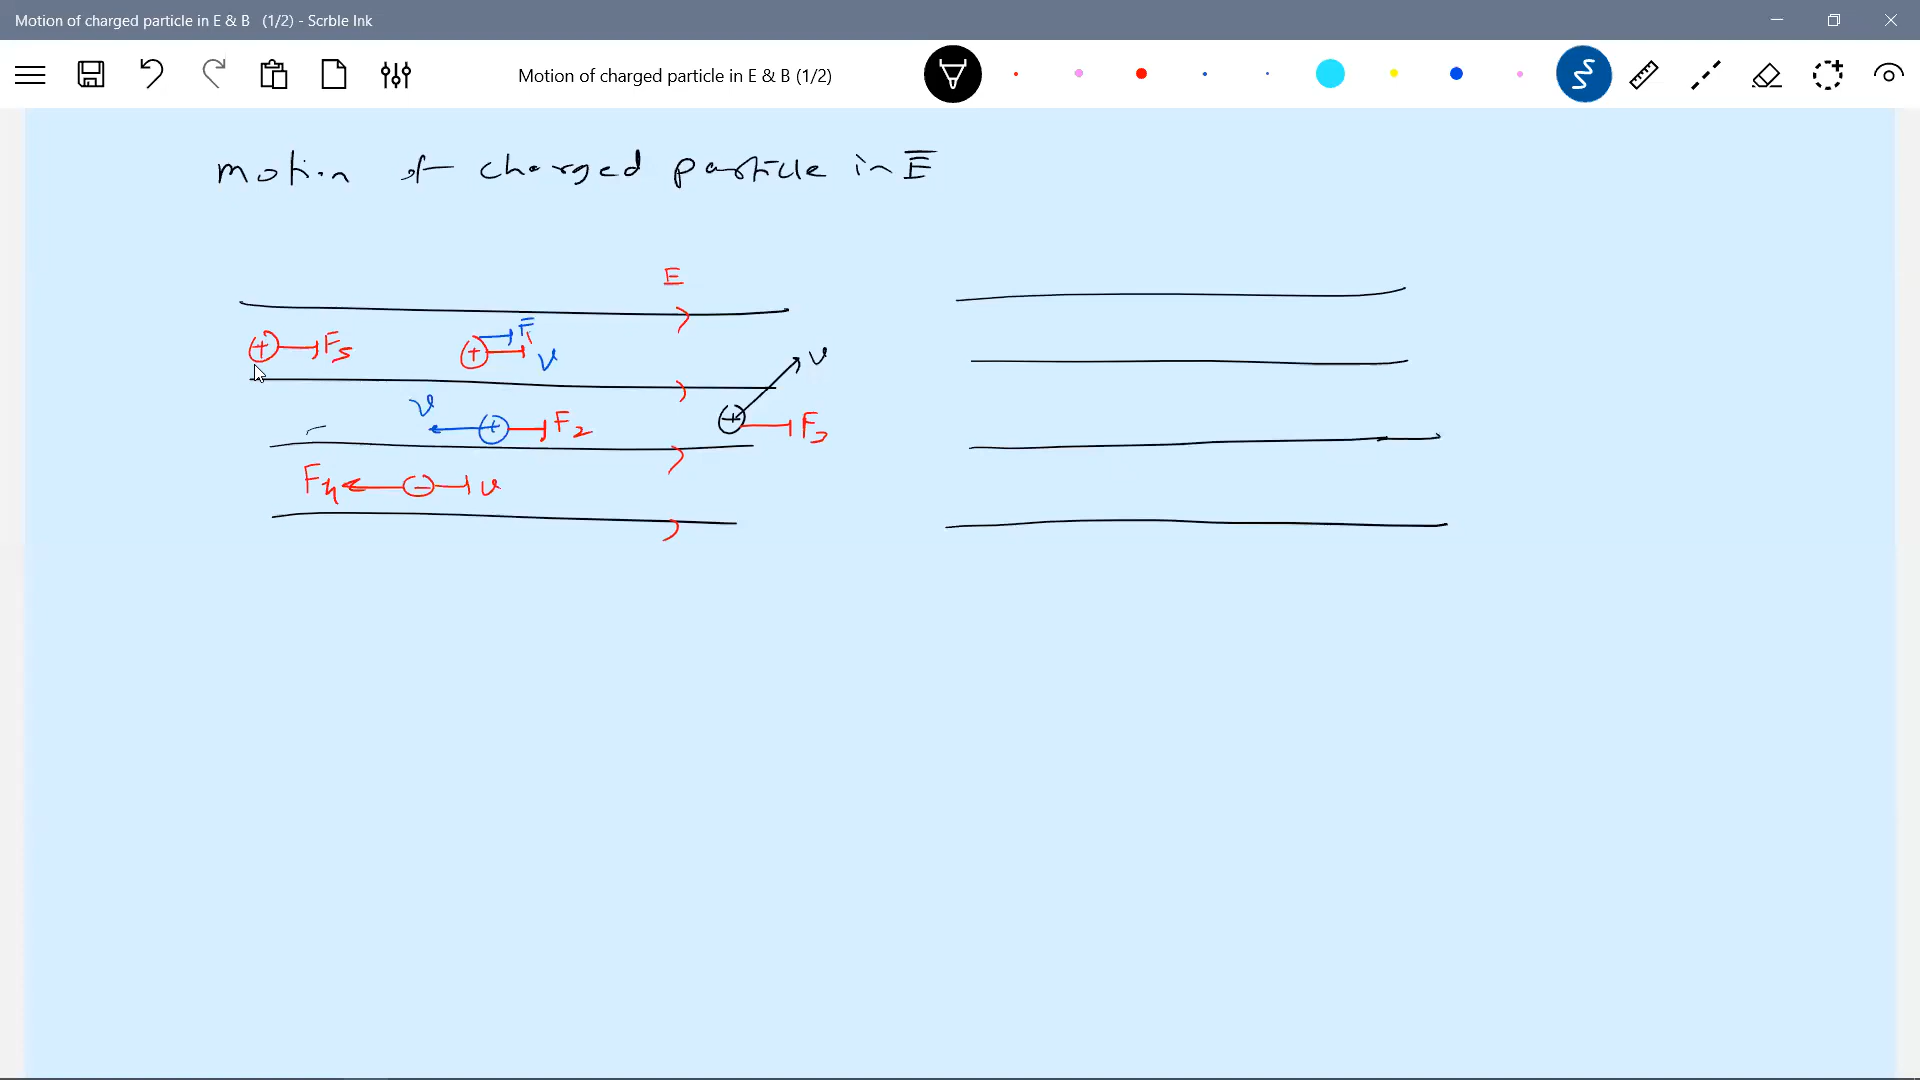 Motion of charged particle in E & B (1/2) - Scrble Ink
Motion of charged particle in E & B (1/2)
motion of charged particle in E
E
+ F5 + F1 v
v + F2 + v F3
F4 - v